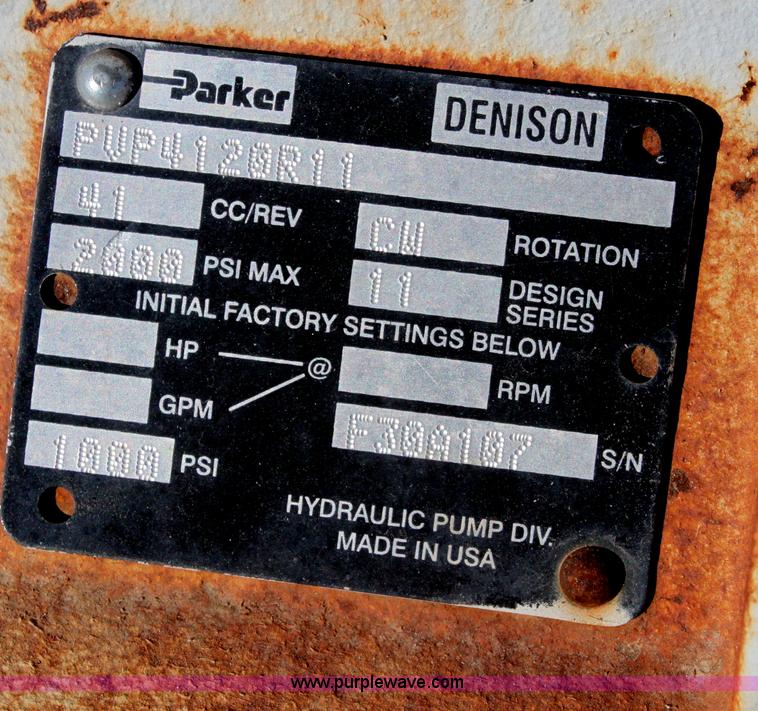 Parker
DENISON
PVP4120R11
41 CC/REV
CW ROTATION
2000 PSI MAX
11 DESIGN SERIES
INITIAL FACTORY SETTINGS BELOW
HP
@
RPM
GPM
F30A107 S/N
1000 PSI
HYDRAULIC PUMP DIV.
MADE IN USA
www.purplewave.com